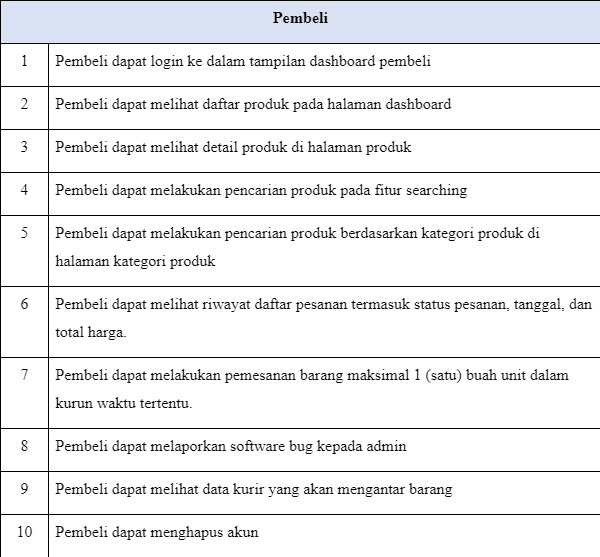 Pembeli
1 Pembeli dapat login ke dalam tampilan dashboard pembeli
2 Pembeli dapat melihat daftar produk pada halaman dashboard
3 Pembeli dapat melihat detail produk di halaman produk
4 Pembeli dapat melakukan pencarian produk pada fitur searching
5 Pembeli dapat melakukan pencarian produk berdasarkan kategori produk di
halaman kategori produk
6 Pembeli dapat melihat riwayat daftar pesanan termasuk status pesanan, tanggal, dan
total harga.
7 Pembeli dapat melakukan pemesanan barang maksimal 1 (satu) buah unit dalam
kurun waktu tertentu.
8 Pembeli dapat melaporkan software bug kepada admin
9 Pembeli dapat melihat data kurir yang akan mengantar barang
10 Pembeli dapat menghapus akun